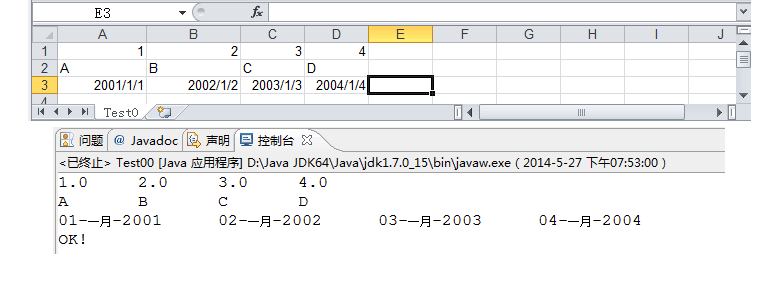 E3 fx
A B C D E F G H I J
1 1 2 3 4
2 A B C D
3 2001/1/1 2002/1/2 2003/1/3 2004/1/4
4
Test0
问题 @ Javadoc 声明 控制台
<已终止> Test00 [Java 应用程序] D:\Java JDK64\Java\jdk1.7.0_15\bin\javaw.exe ( 2014-5-27 下午07:53:00 )
1.0 2.0 3.0 4.0
A B C D
01-一月-2001 02-一月-2002 03-一月-2003 04-一月-2004
OK!